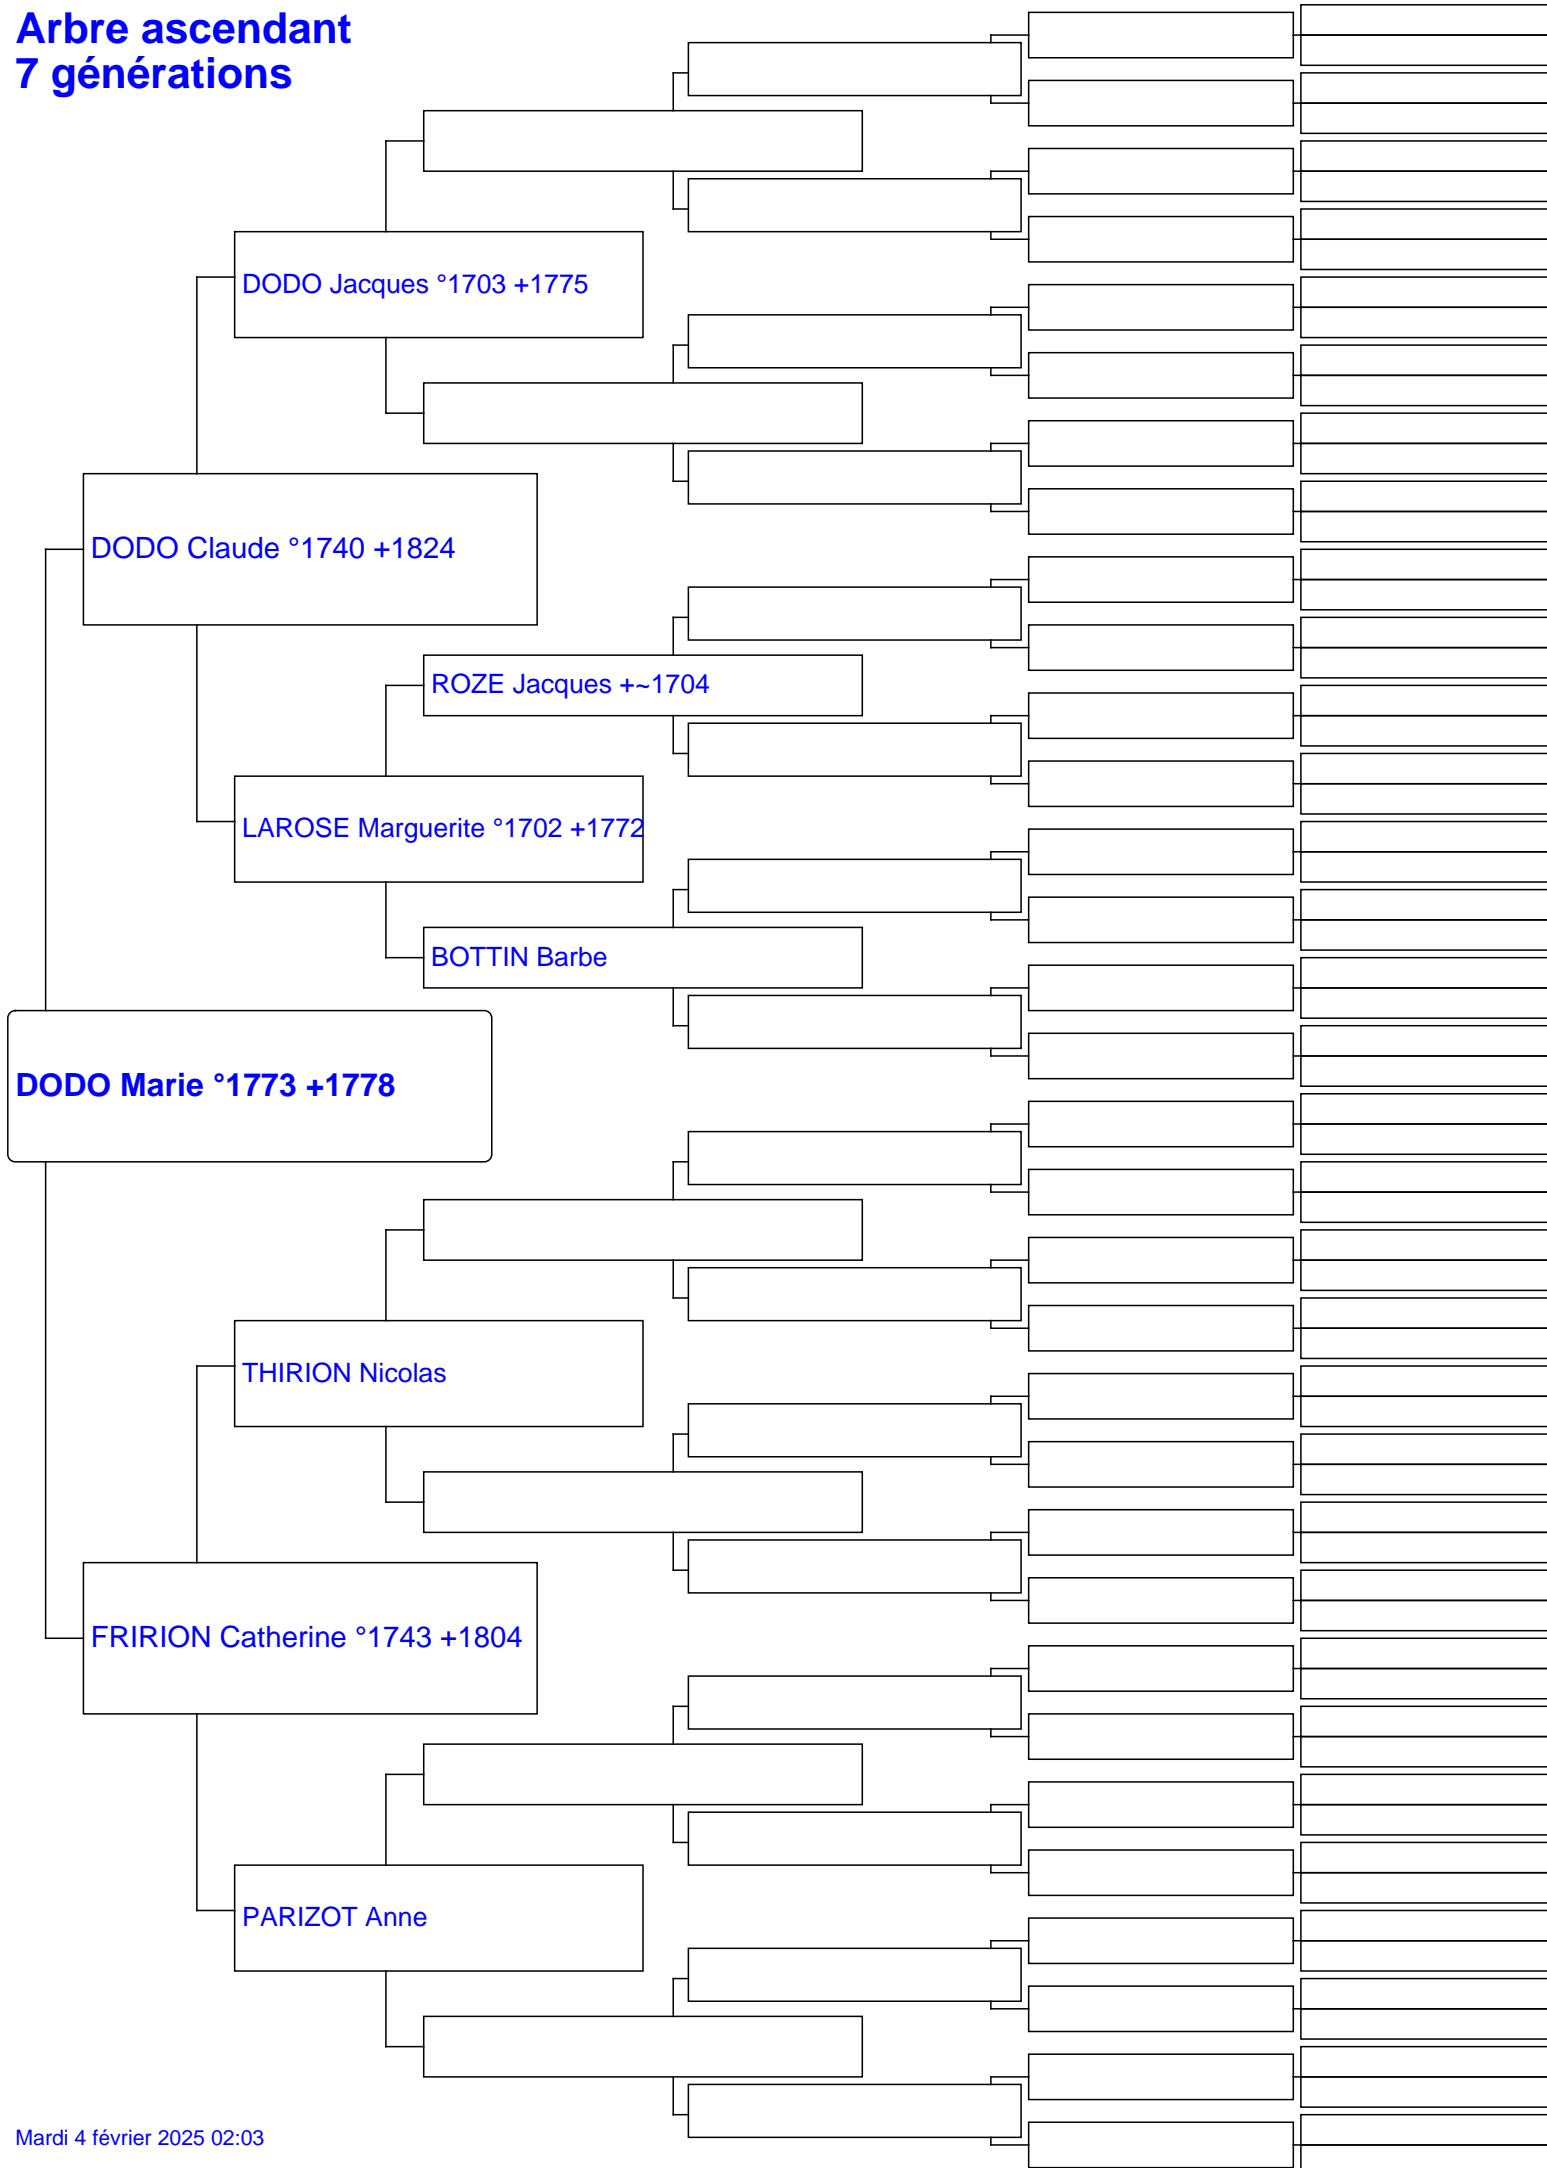 Arbre ascendant
7 générations
DODO Jacques °1703 +1775
DODO Claude °1740 +1824
ROZE Jacques +~1704
LAROSE Marguerite °1702 +1772
BOTTIN Barbe
DODO Marie °1773 +1778
THIRION Nicolas
FRIRION Catherine °1743 +1804
PARIZOT Anne
Mardi 4 février 2025 02:03